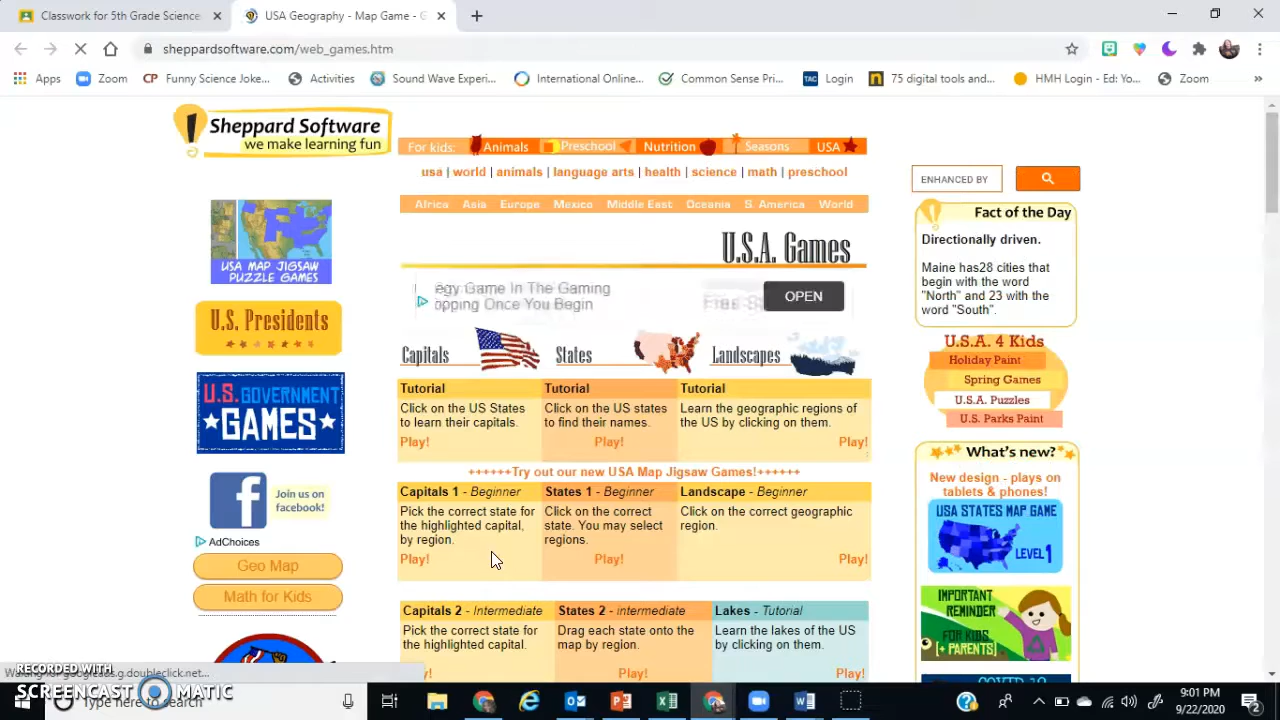 Classwork for 5th Grade Science
USA Geography - Map Game - G
sheppardsoftware.com/web_games.htm
Apps
Zoom
Funny Science Joke...
Activities
Sound Wave Experi...
International Online...
Common Sense Pri...
Login
75 digital tools and...
HMH Login - Ed: Yo...
Zoom
Sheppard Software
we make learning fun
For kids: Animals Preschool Nutrition Seasons USA
usa | world | animals | language arts | health | science | math | preschool
Africa Asia Europe Mexico Middle East Oceania S. America World
ENHANCED BY
U.S.A. Games
USA MAP JIGSAW
PUZZLE GAMES
U.S. Presidents
U.S. GOVERNMENT
GAMES
Join us on
facebook!
AdChoices
Geo Map
Math for Kids
egy Game In The Gaming
opping Once You Begin
OPEN
Capitals States Landscapes
Tutorial
Click on the US States
to learn their capitals.
Play!
Tutorial
Click on the US states
to find their names.
Play!
Tutorial
Learn the geographic regions of
the US by clicking on them.
Play!
++++++Try out our new USA Map Jigsaw Games!++++++
Capitals 1 - Beginner
Pick the correct state for
the highlighted capital,
by region.
Play!
States 1 - Beginner
Click on the correct
state. You may select
regions.
Play!
Landscape - Beginner
Click on the correct geographic
region.
Play!
Capitals 2 - Intermediate
Pick the correct state for
the highlighted capital.
States 2 - intermediate
Drag each state onto the
map by region.
Play!
Lakes - Tutorial
Learn the lakes of the US
by clicking on them.
Play!
Fact of the Day
Directionally driven.
Maine has28 cities that
begin with the word
"North" and 23 with the
word "South".
U.S.A. 4 Kids
Holiday Paint
Spring Games
U.S.A. Puzzles
U.S. Parks Paint
What's new?
New design - plays on
tablets & phones!
USA STATES MAP GAME
LEVEL 1
IMPORTANT
REMINDER
FOR KIDS
[+ PARENTS]
COVID-19
RECORDED WITH
SCREENCAST MATIC
Type here to search
9:01 PM
9/22/2020
2